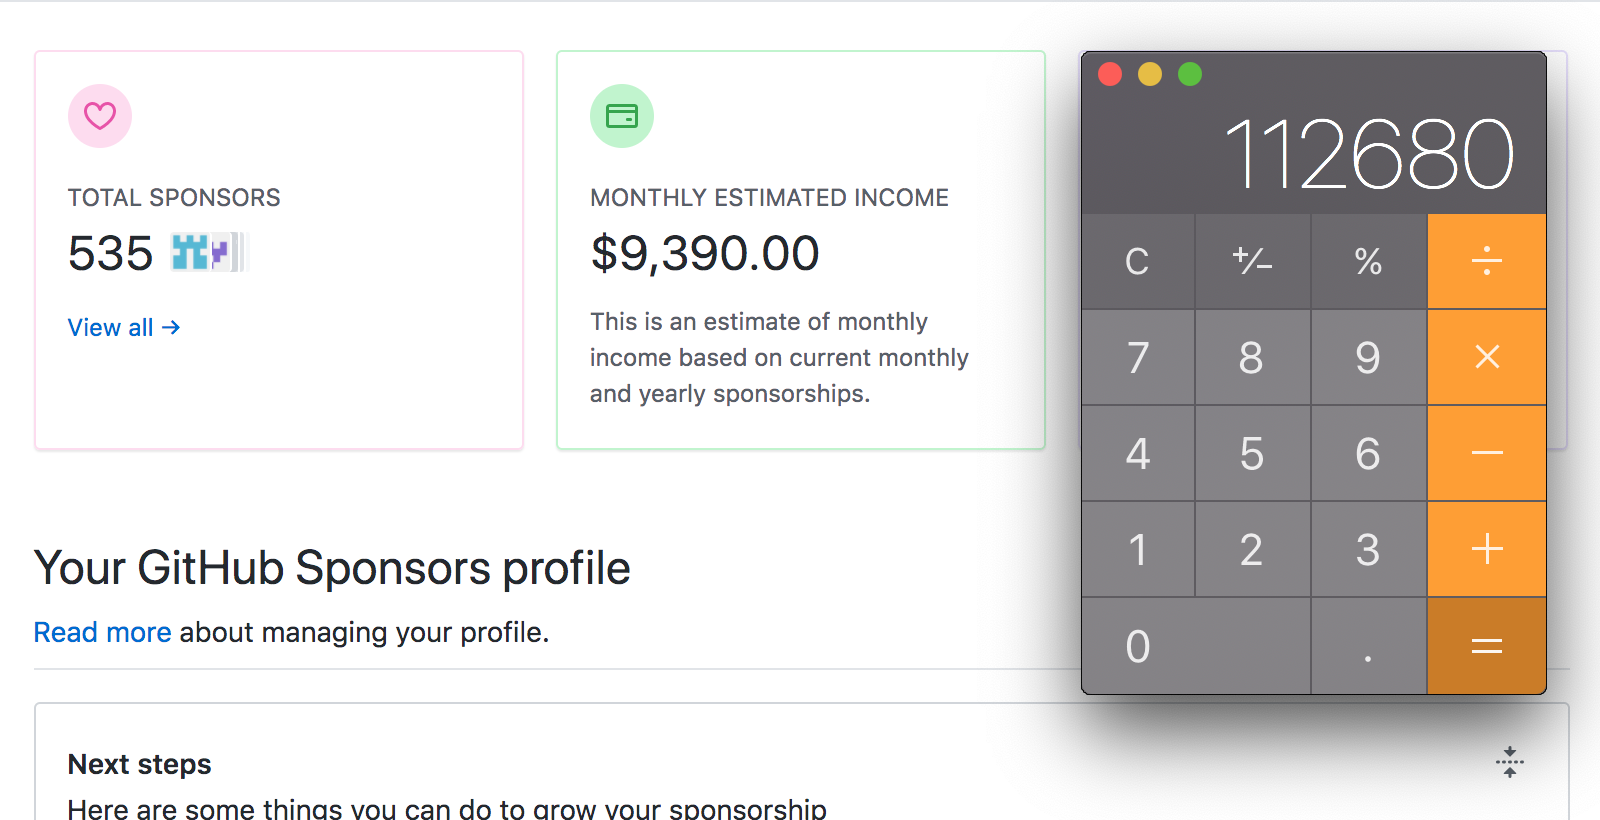 TOTAL SPONSORS
535
View all →
MONTHLY ESTIMATED INCOME
$9,390.00
This is an estimate of monthly
income based on current monthly
and yearly sponsorships.
112680
C +/− % ÷
7 8 9 ×
4 5 6 −
1 2 3 +
0 . =
Your GitHub Sponsors profile
Read more about managing your profile.
Next steps
Here are some things you can do to grow your sponsorship